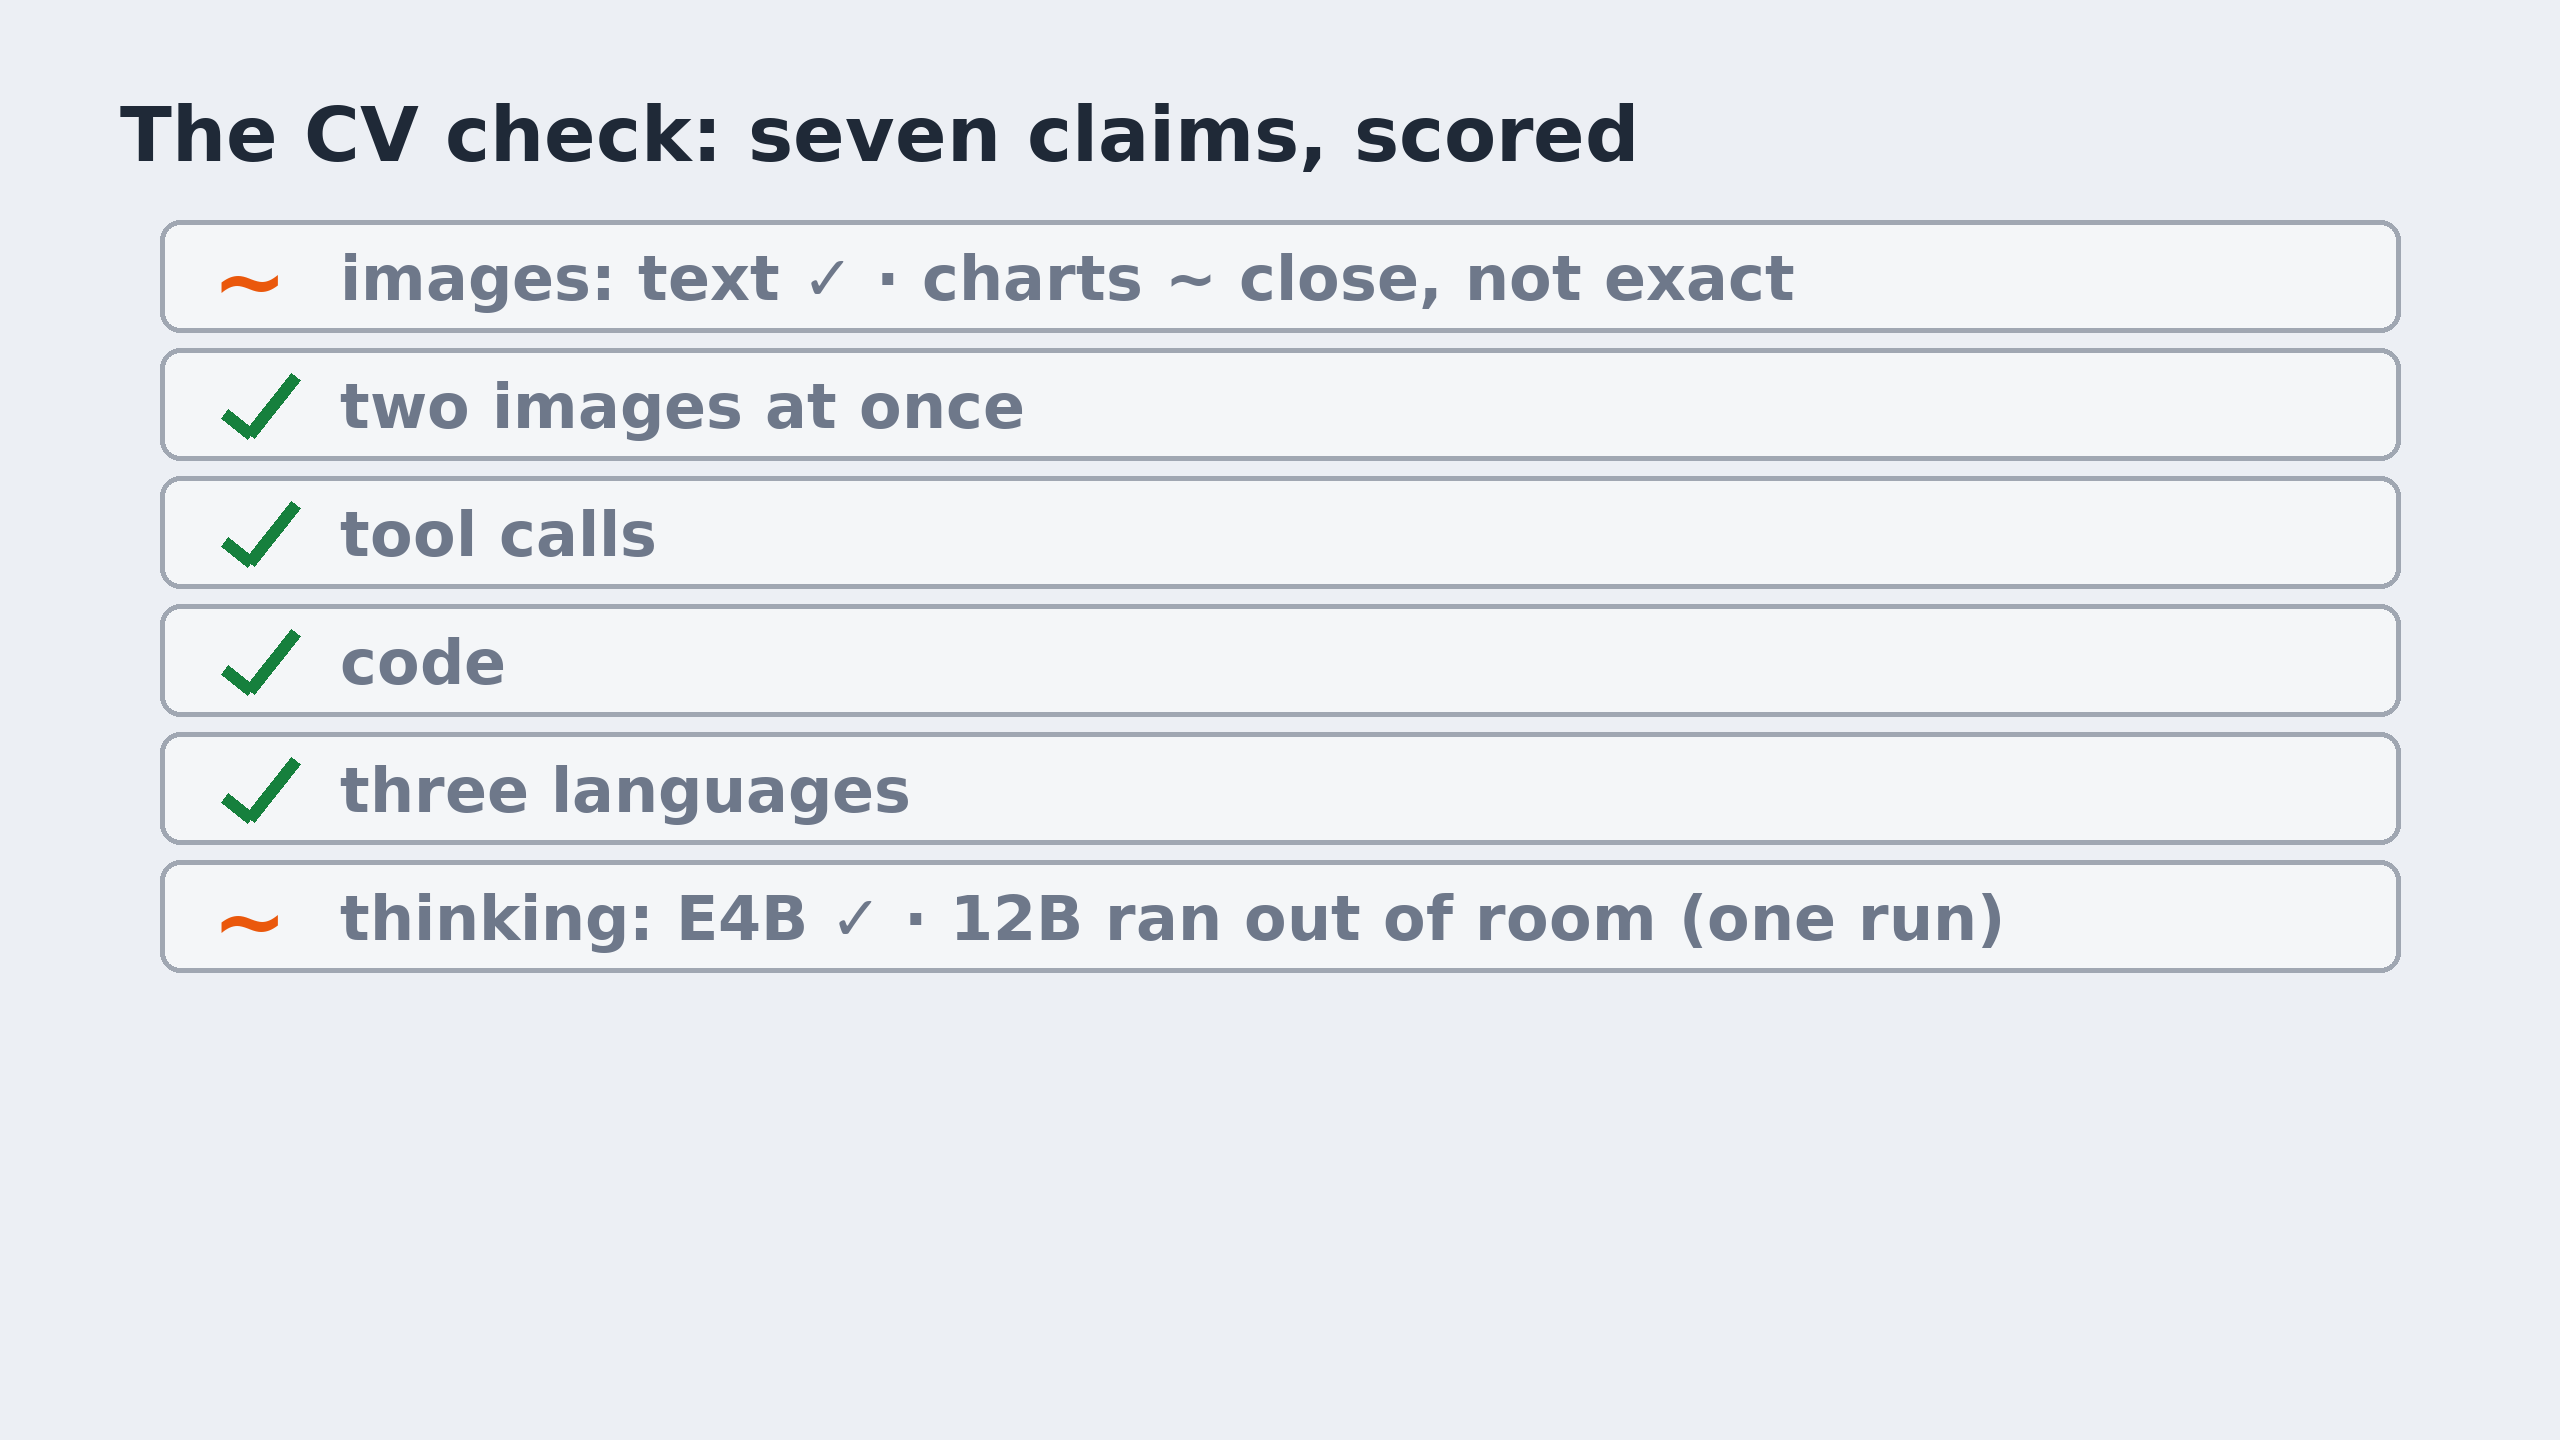 The CV check: seven claims, scored
~ images: text ✓ · charts ~ close, not exact
✓ two images at once
✓ tool calls
✓ code
✓ three languages
~ thinking: E4B ✓ · 12B ran out of room (one run)